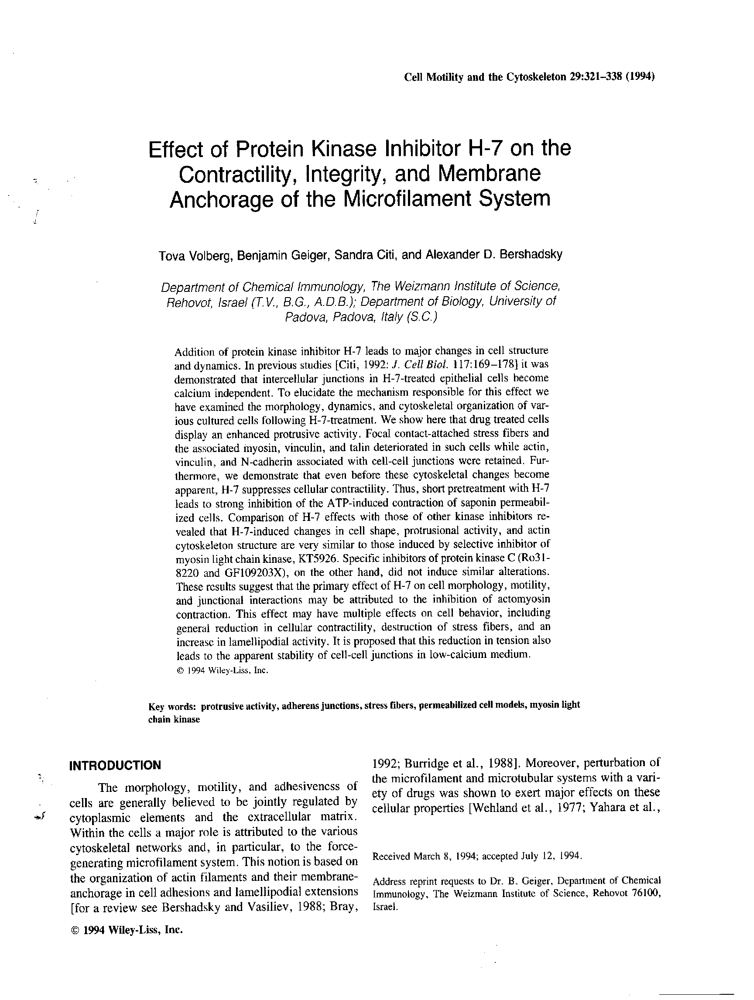 Cell Motility and the Cytoskeleton 29:321–338 (1994)
Effect of Protein Kinase Inhibitor H-7 on the
Contractility, Integrity, and Membrane
Anchorage of the Microfilament System
Tova Volberg, Benjamin Geiger, Sandra Citi, and Alexander D. Bershadsky
Department of Chemical Immunology, The Weizmann Institute of Science,
Rehovot, Israel (T.V., B.G., A.D.B.); Department of Biology, University of
Padova, Padova, Italy (S.C.)
Addition of protein kinase inhibitor H-7 leads to major changes in cell structure
and dynamics. In previous studies [Citi, 1992: J. Cell Biol. 117:169–178] it was
demonstrated that intercellular junctions in H-7-treated epithelial cells become
calcium independent. To elucidate the mechanism responsible for this effect we
have examined the morphology, dynamics, and cytoskeletal organization of var-
ious cultured cells following H-7-treatment. We show here that drug treated cells
display an enhanced protrusive activity. Focal contact-attached stress fibers and
the associated myosin, vinculin, and talin deteriorated in such cells while actin,
vinculin, and N-cadherin associated with cell-cell junctions were retained. Fur-
thermore, we demonstrate that even before these cytoskeletal changes become
apparent, H-7 suppresses cellular contractility. Thus, short pretreatment with H-7
leads to strong inhibition of the ATP-induced contraction of saponin permeabil-
ized cells. Comparison of H-7 effects with those of other kinase inhibitors re-
vealed that H-7-induced changes in cell shape, protrusional activity, and actin
cytoskeleton structure are very similar to those induced by selective inhibitor of
myosin light chain kinase, KT5926. Specific inhibitors of protein kinase C (Ro31-
8220 and GF109203X), on the other hand, did not induce similar alterations.
These results suggest that the primary effect of H-7 on cell morphology, motility,
and junctional interactions may be attributed to the inhibition of actomyosin
contraction. This effect may have multiple effects on cell behavior, including
general reduction in cellular contractility, destruction of stress fibers, and an
increase in lamellipodial activity. It is proposed that this reduction in tension also
leads to the apparent stability of cell-cell junctions in low-calcium medium.
© 1994 Wiley-Liss, Inc.
Key words: protrusive activity, adherens junctions, stress fibers, permeabilized cell models, myosin light
chain kinase
INTRODUCTION
The morphology, motility, and adhesiveness of
cells are generally believed to be jointly regulated by
cytoplasmic elements and the extracellular matrix.
Within the cells a major role is attributed to the various
cytoskeletal networks and, in particular, to the force-
generating microfilament system. This notion is based on
the organization of actin filaments and their membrane-
anchorage in cell adhesions and lamellipodial extensions
[for a review see Bershadsky and Vasiliev, 1988; Bray,
1992; Burridge et al., 1988]. Moreover, perturbation of
the microfilament and microtubular systems with a vari-
ety of drugs was shown to exert major effects on these
cellular properties [Wehland et al., 1977; Yahara et al.,
Received March 8, 1994; accepted July 12, 1994.
Address reprint requests to Dr. B. Geiger, Department of Chemical
Immunology, The Weizmann Institute of Science, Rehovot 76100,
Israel.
© 1994 Wiley-Liss, Inc.